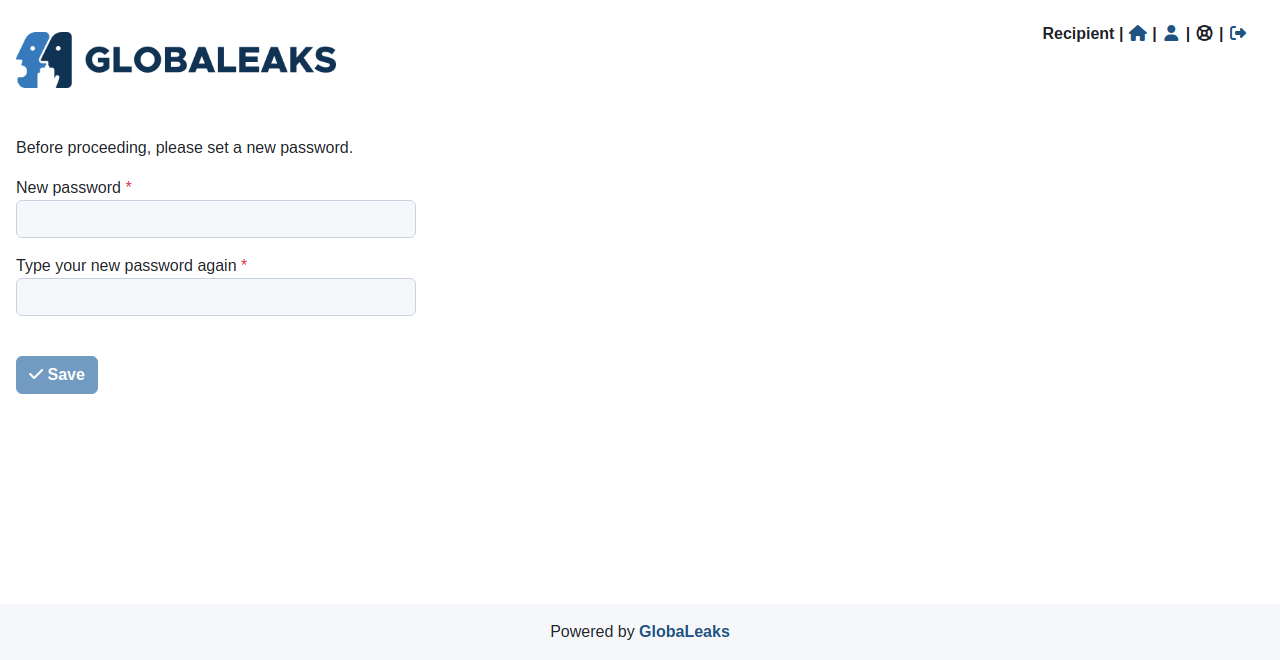 GLOBALEAKS
Recipient | | | |
Before proceeding, please set a new password.
New password *
Type your new password again *
Save
Powered by GlobaLeaks